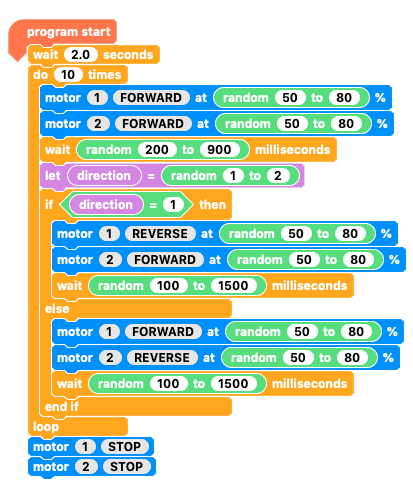 program start
wait 2.0 seconds
do 10 times
motor 1 FORWARD at random 50 to 80 %
motor 2 FORWARD at random 50 to 80 %
wait random 200 to 900 milliseconds
let direction = random 1 to 2
if direction = 1 then
motor 1 REVERSE at random 50 to 80 %
motor 2 FORWARD at random 50 to 80 %
wait random 100 to 1500 milliseconds
else
motor 1 FORWARD at random 50 to 80 %
motor 2 REVERSE at random 50 to 80 %
wait random 100 to 1500 milliseconds
end if
loop
motor 1 STOP
motor 2 STOP